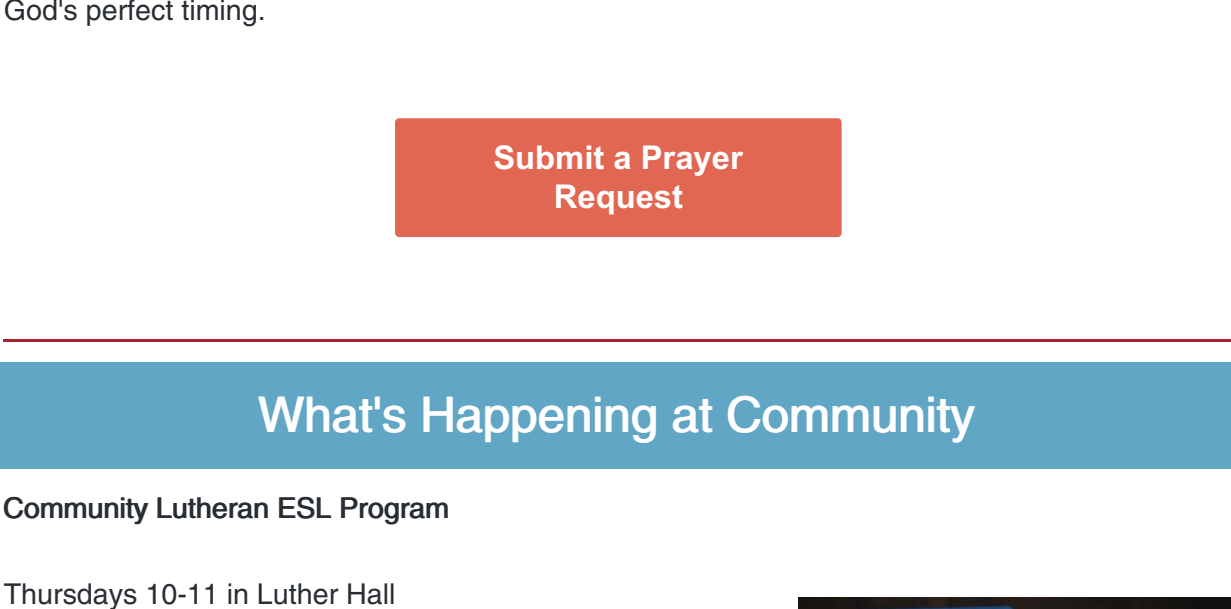 God's perfect timing.
Submit a Prayer
Request
What's Happening at Community
Community Lutheran ESL Program
Thursdays 10-11 in Luther Hall